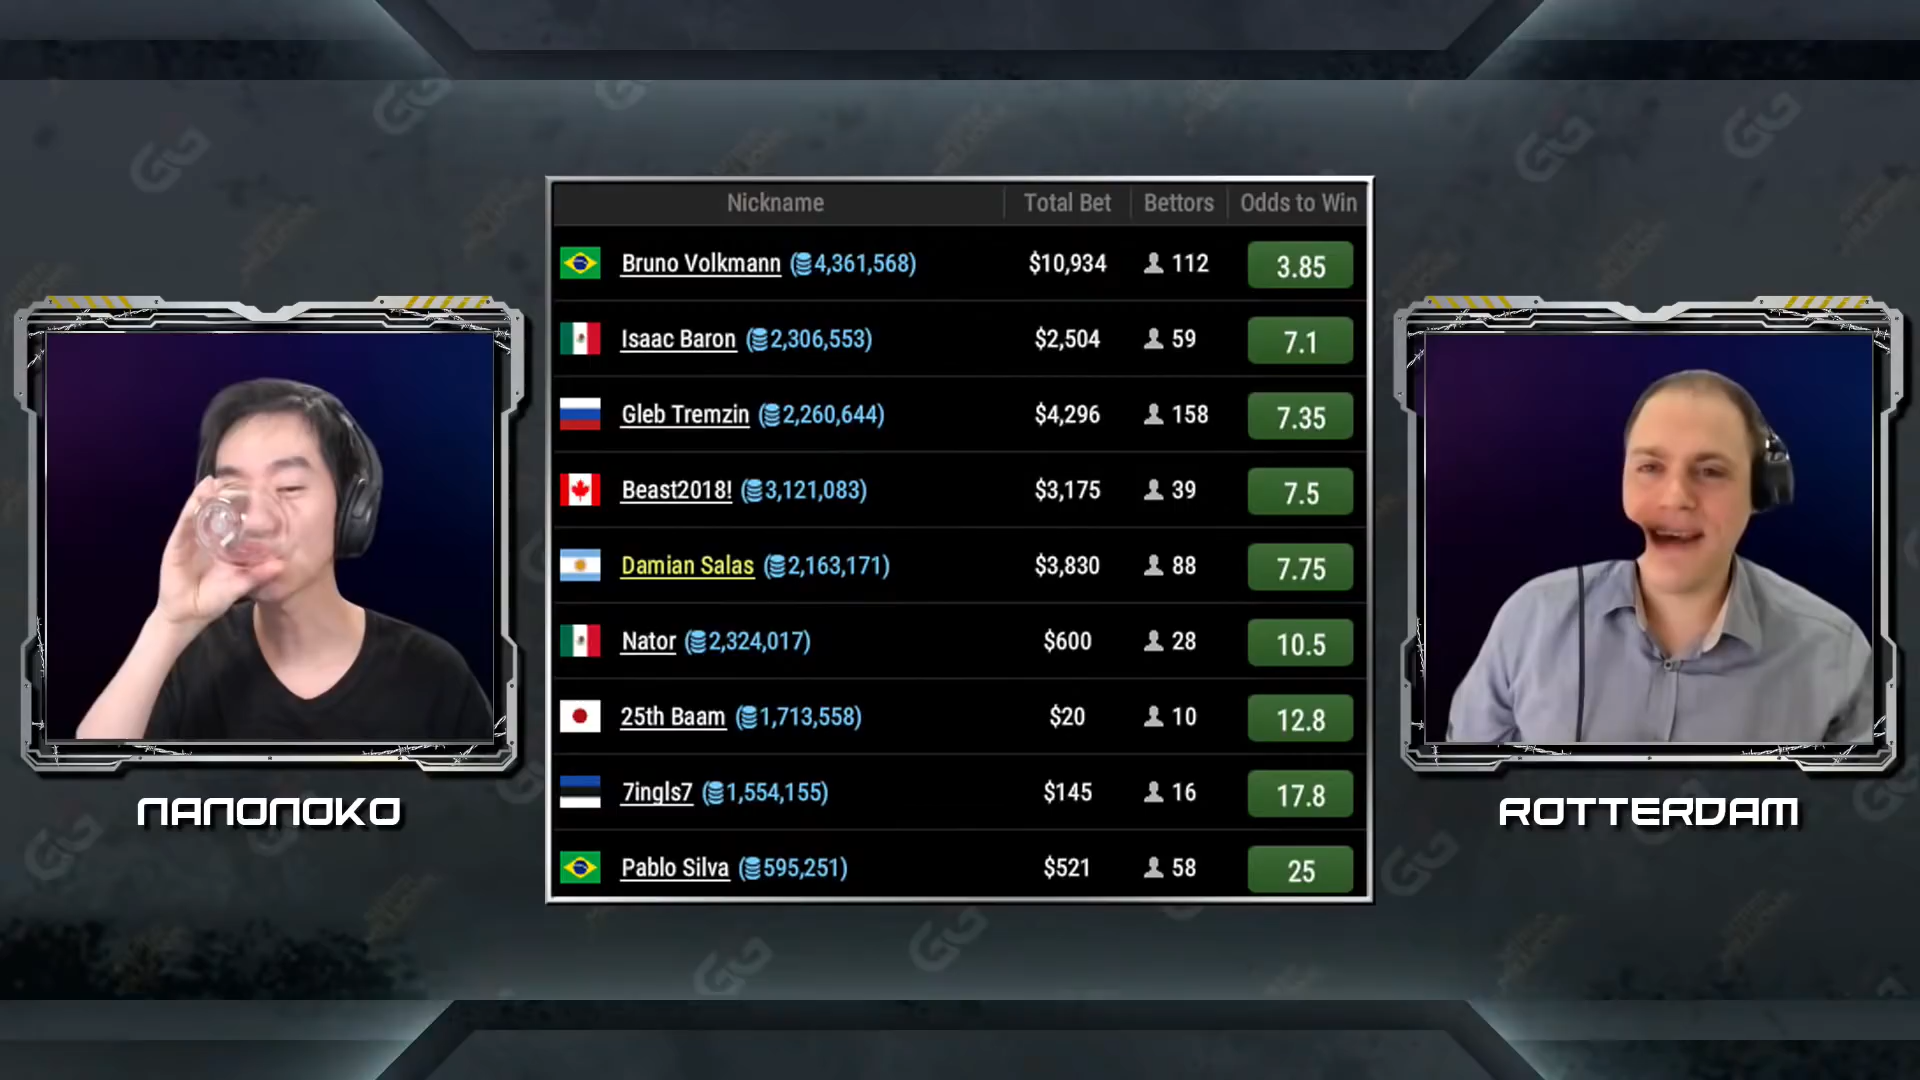 Nickname Total Bet Bettors Odds to Win
Bruno Volkmann (4,361,568) $10,934 112 3.85
Isaac Baron (2,306,553) $2,504 59 7.1
Gleb Tremzin (2,260,644) $4,296 158 7.35
Beast2018! (3,121,083) $3,175 39 7.5
Damian Salas (2,163,171) $3,830 88 7.75
Nator (2,324,017) $600 28 10.5
25th Baam (1,713,558) $20 10 12.8
7ingls7 (1,554,155) $145 16 17.8
Pablo Silva (595,251) $521 58 25
NANONOKO
ROTTERDAM